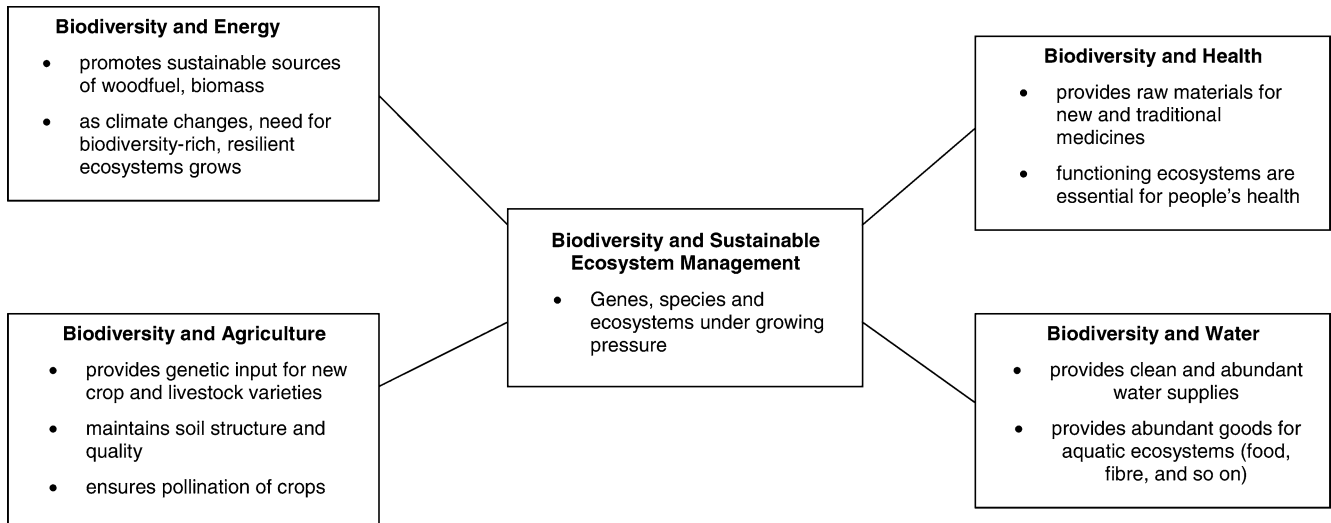 Biodiversity and Energy
• promotes sustainable sources
of woodfuel, biomass
• as climate changes, need for
biodiversity-rich, resilient
ecosystems grows
Biodiversity and Health
• provides raw materials for
new and traditional
medicines
• functioning ecosystems are
essential for people’s health
Biodiversity and Sustainable
Ecosystem Management
• Genes, species and
ecosystems under growing
pressure
Biodiversity and Agriculture
• provides genetic input for new
crop and livestock varieties
• maintains soil structure and
quality
• ensures pollination of crops
Biodiversity and Water
• provides clean and abundant
water supplies
• provides abundant goods for
aquatic ecosystems (food,
fibre, and so on)